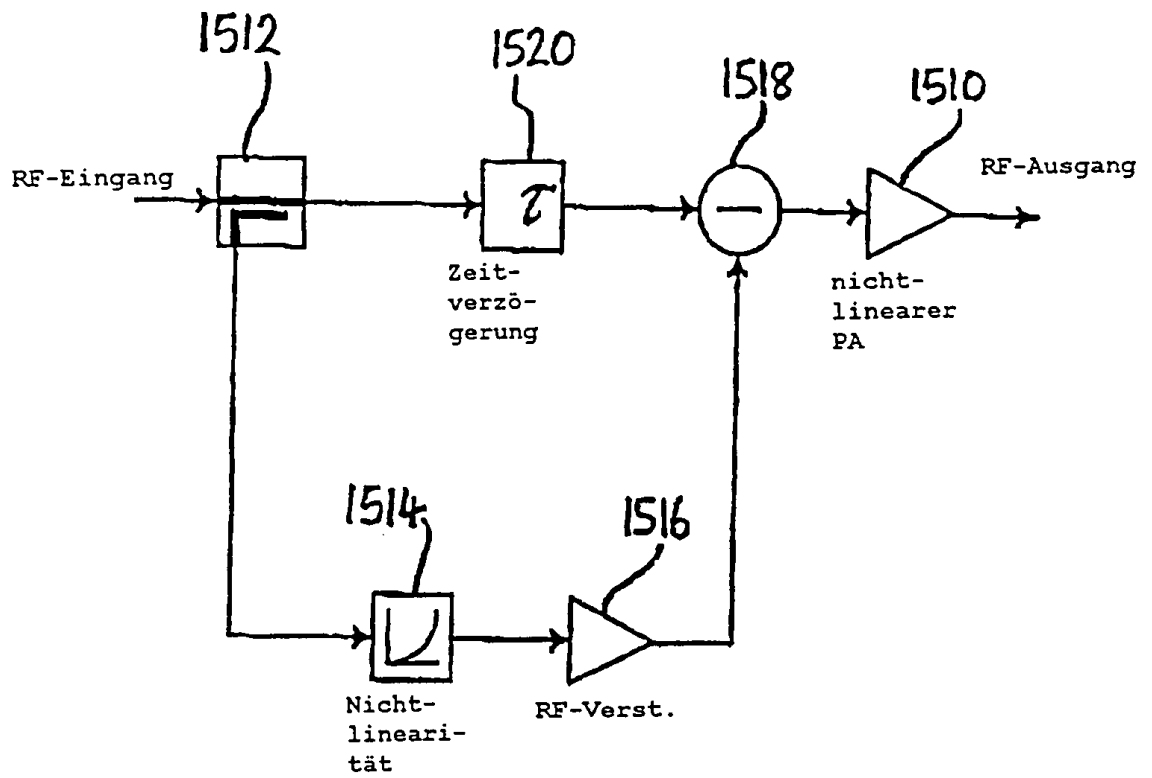 1512
1520
1518
1510
RF-Eingang
RF-Ausgang
τ
Zeit-
verzö-
gerung
nicht-
linearer
PA
1514
1516
Nicht-
lineari-
tät
RF-Verst.